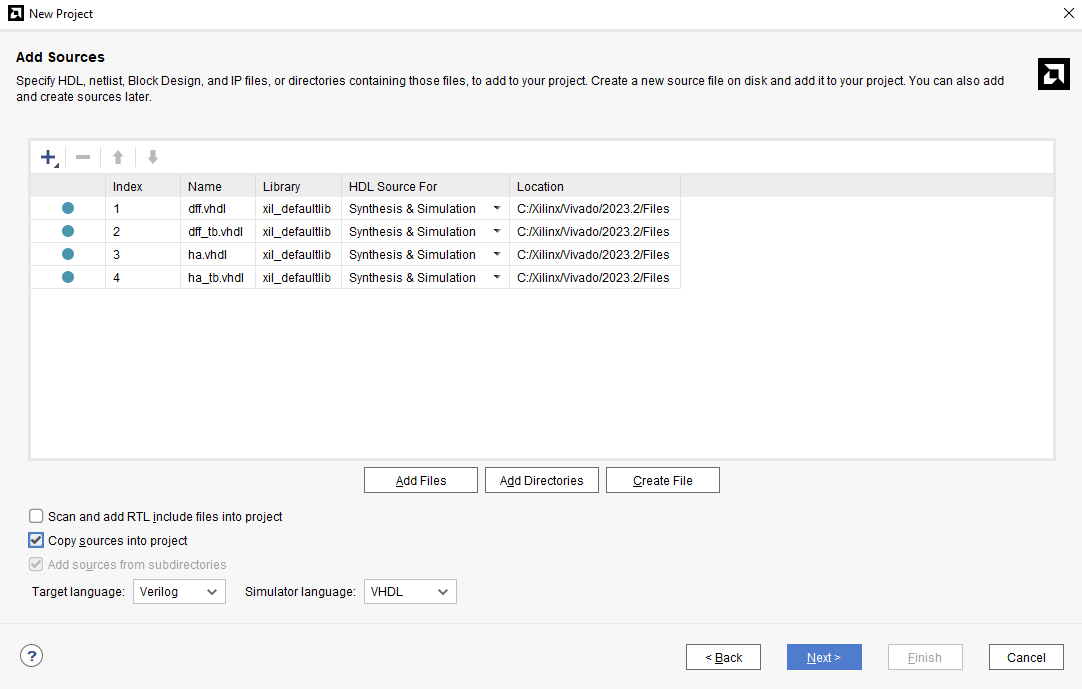 New Project
Add Sources
Specify HDL, netlist, Block Design, and IP files, or directories containing those files, to add to your project. Create a new source file on disk and add it to your project. You can also add
and create sources later.
Index Name Library HDL Source For Location
1 dff.vhdl xil_defaultlib Synthesis & Simulation C:/Xilinx/Vivado/2023.2/Files
2 dff_tb.vhdl xil_defaultlib Synthesis & Simulation C:/Xilinx/Vivado/2023.2/Files
3 ha.vhdl xil_defaultlib Synthesis & Simulation C:/Xilinx/Vivado/2023.2/Files
4 ha_tb.vhdl xil_defaultlib Synthesis & Simulation C:/Xilinx/Vivado/2023.2/Files
Add Files Add Directories Create File
Scan and add RTL include files into project
Copy sources into project
Add sources from subdirectories
Target language: Verilog Simulator language: VHDL
? < Back Next > Finish Cancel